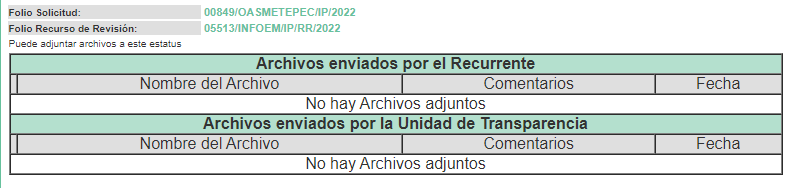 Folio Solicitud: 00849/OASMETEPEC/IP/2022
Folio Recurso de Revisión: 05513/INFOEM/IP/RR/2022
Puede adjuntar archivos a este estatus
Archivos enviados por el Recurrente
Nombre del Archivo Comentarios Fecha
No hay Archivos adjuntos
Archivos enviados por la Unidad de Transparencia
Nombre del Archivo Comentarios Fecha
No hay Archivos adjuntos